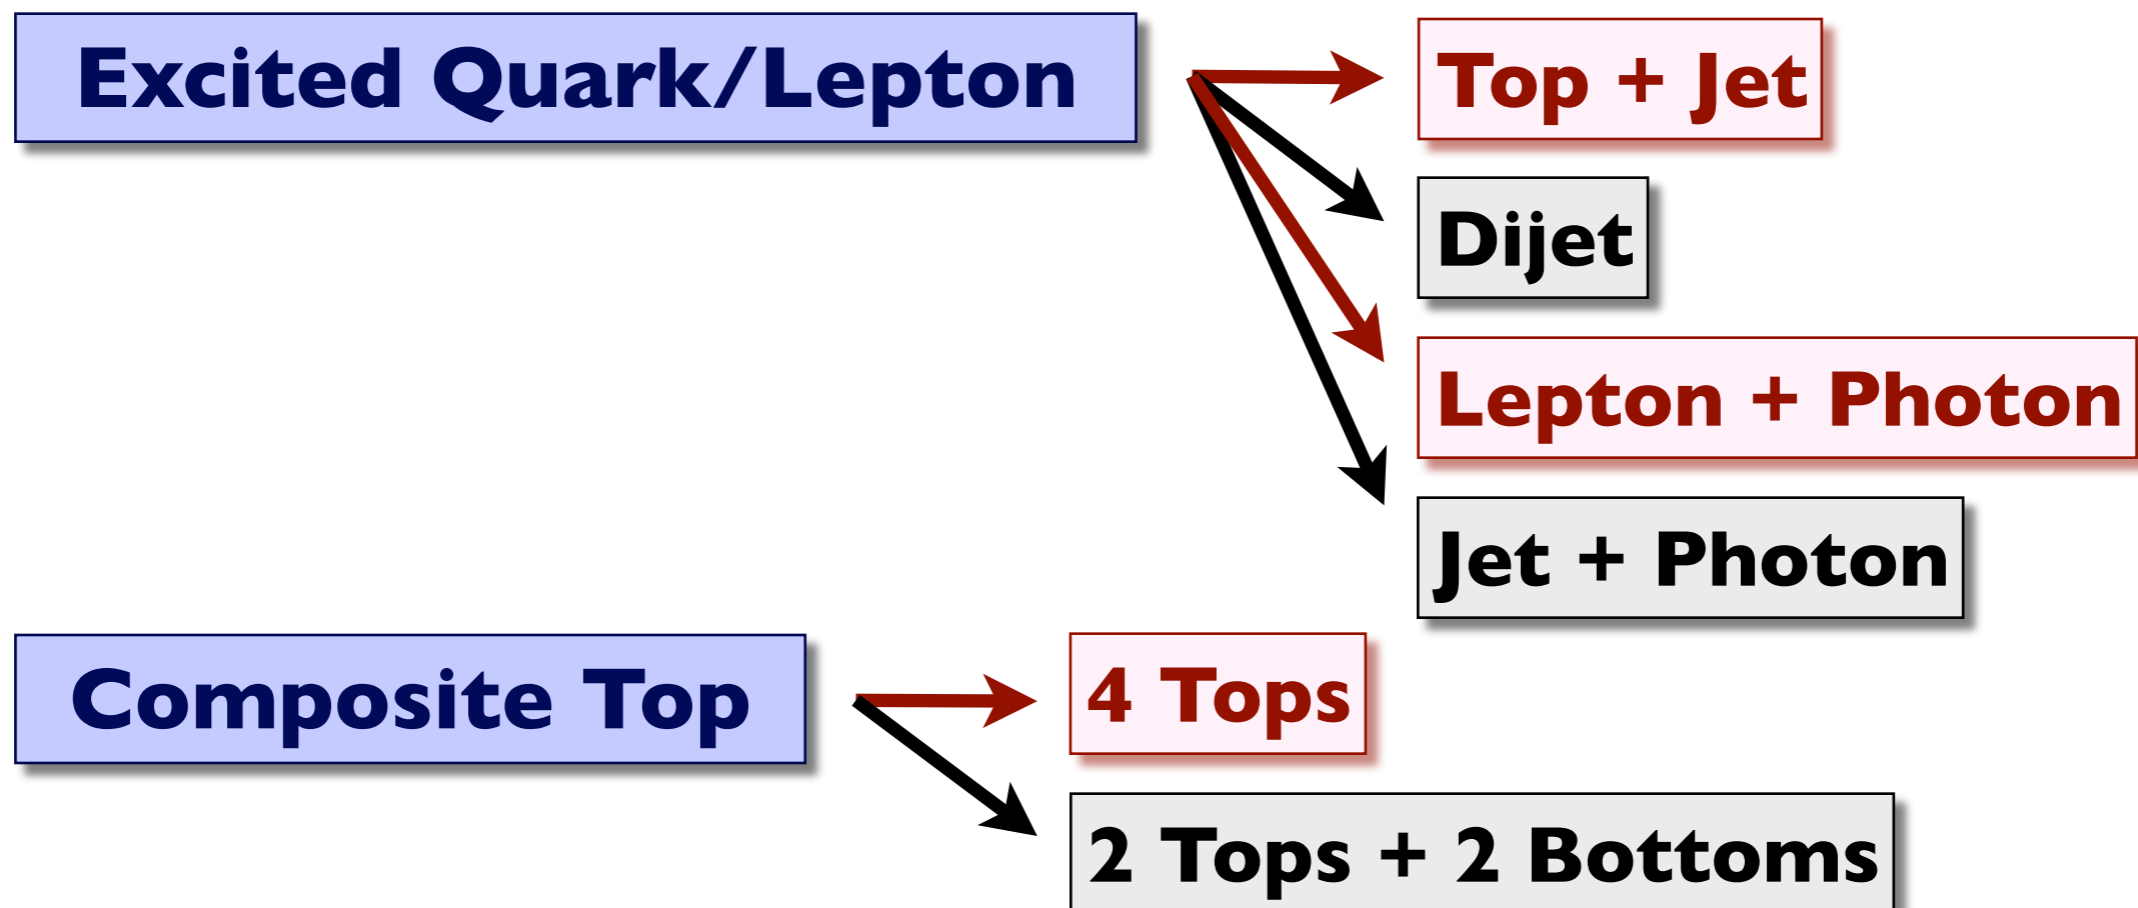 Excited Quark/Lepton
Top + Jet
Dijet
Lepton + Photon
Jet + Photon
Composite Top
4 Tops
2 Tops + 2 Bottoms